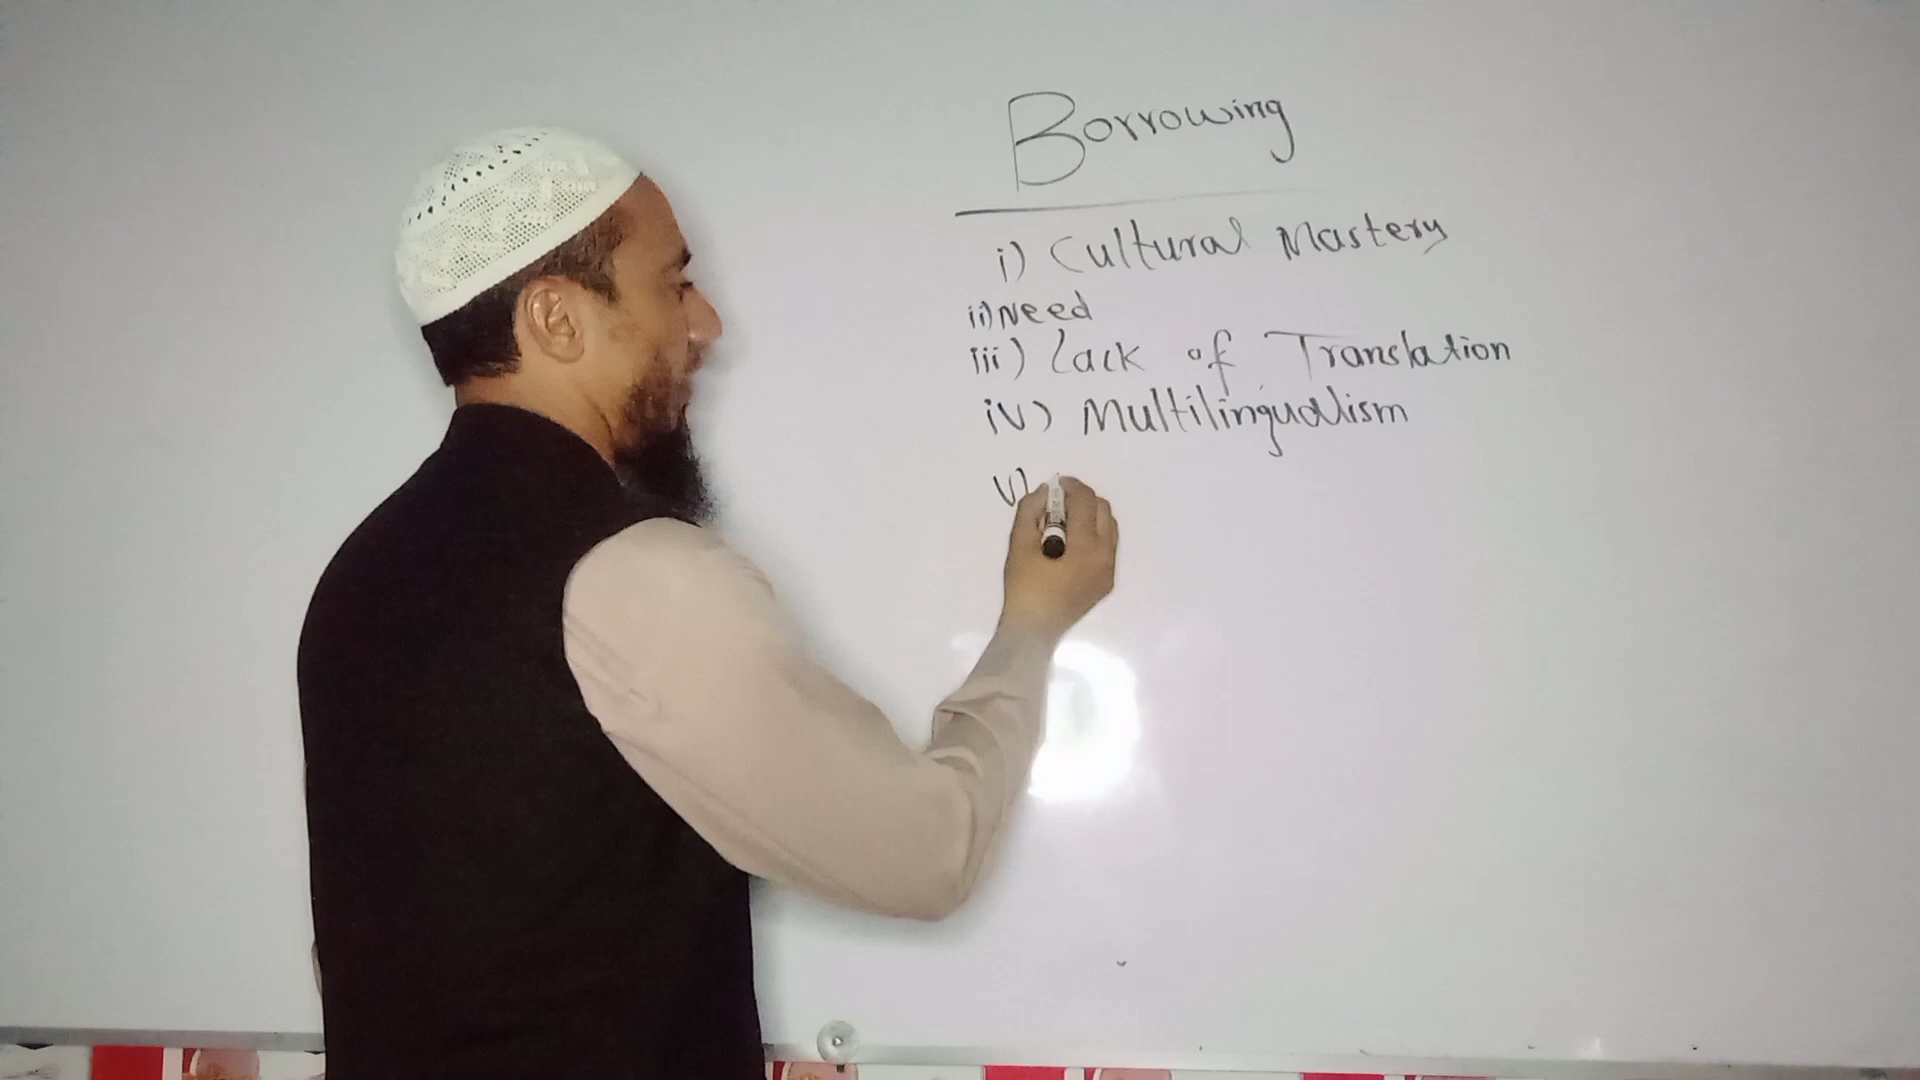 Borrowing
i) Cultural Mastery
ii) Need
iii) Lack of Translation
iv) Multilingualism
v)